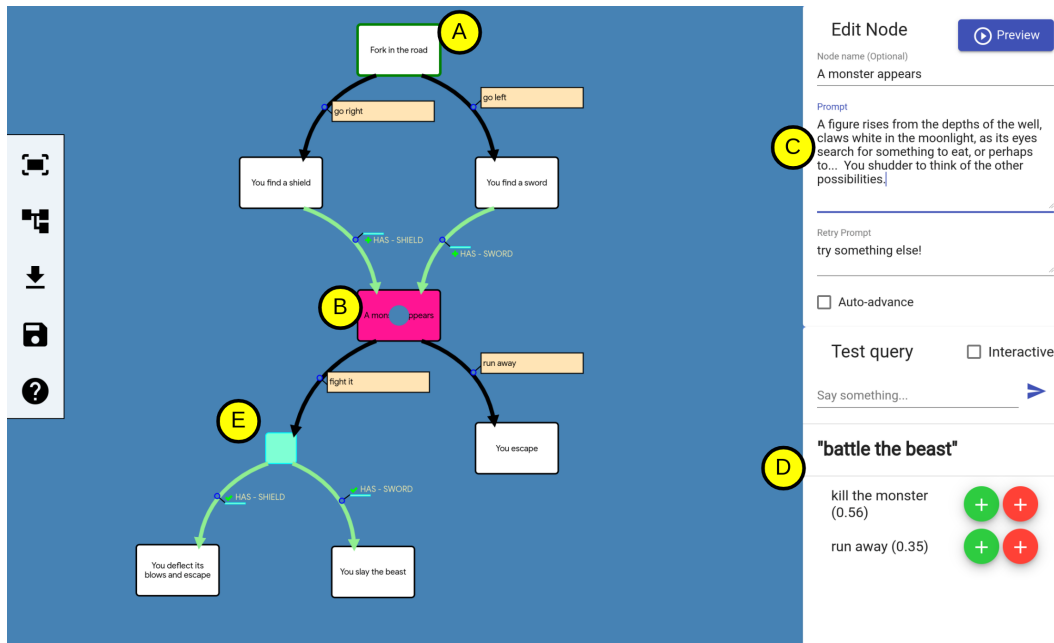 A
Fork in the road
go right
go left
You find a shield
You find a sword
HAS - SHIELD
HAS - SWORD
B
run away
fight it
E
You escape
HAS - SHIELD
HAS - SWORD
You deflect its
blows and escape
You slay the beast
Edit Node
Preview
Node name (Optional)
A monster appears
Prompt
C
A figure rises from the depths of the well,
claws white in the moonlight, as its eyes
search for something to eat, or perhaps
to... You shudder to think of the other
possibilities.
Retry Prompt
try something else!
Auto-advance
Test query
Interactive
Say something...
"battle the beast"
D
kill the monster
(0.56)
+ +
run away (0.35)
+ +